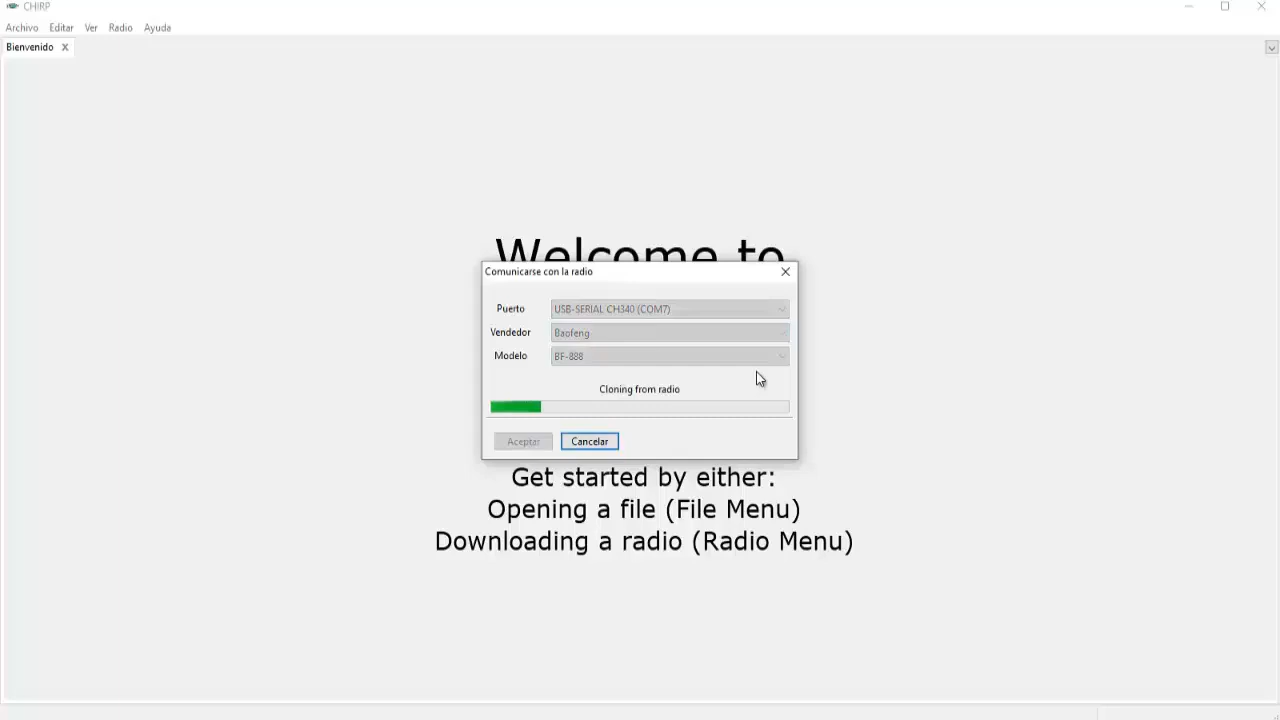 CHIRP
Archivo Editar Ver Radio Ayuda
Bienvenido X
Welcome to
Comunicarse con la radio
Puerto USB-SERIAL CH340 (COM7)
Vendedor Baofeng
Modelo BF-888
Cloning from radio
Aceptar Cancelar
Get started by either:
Opening a file (File Menu)
Downloading a radio (Radio Menu)